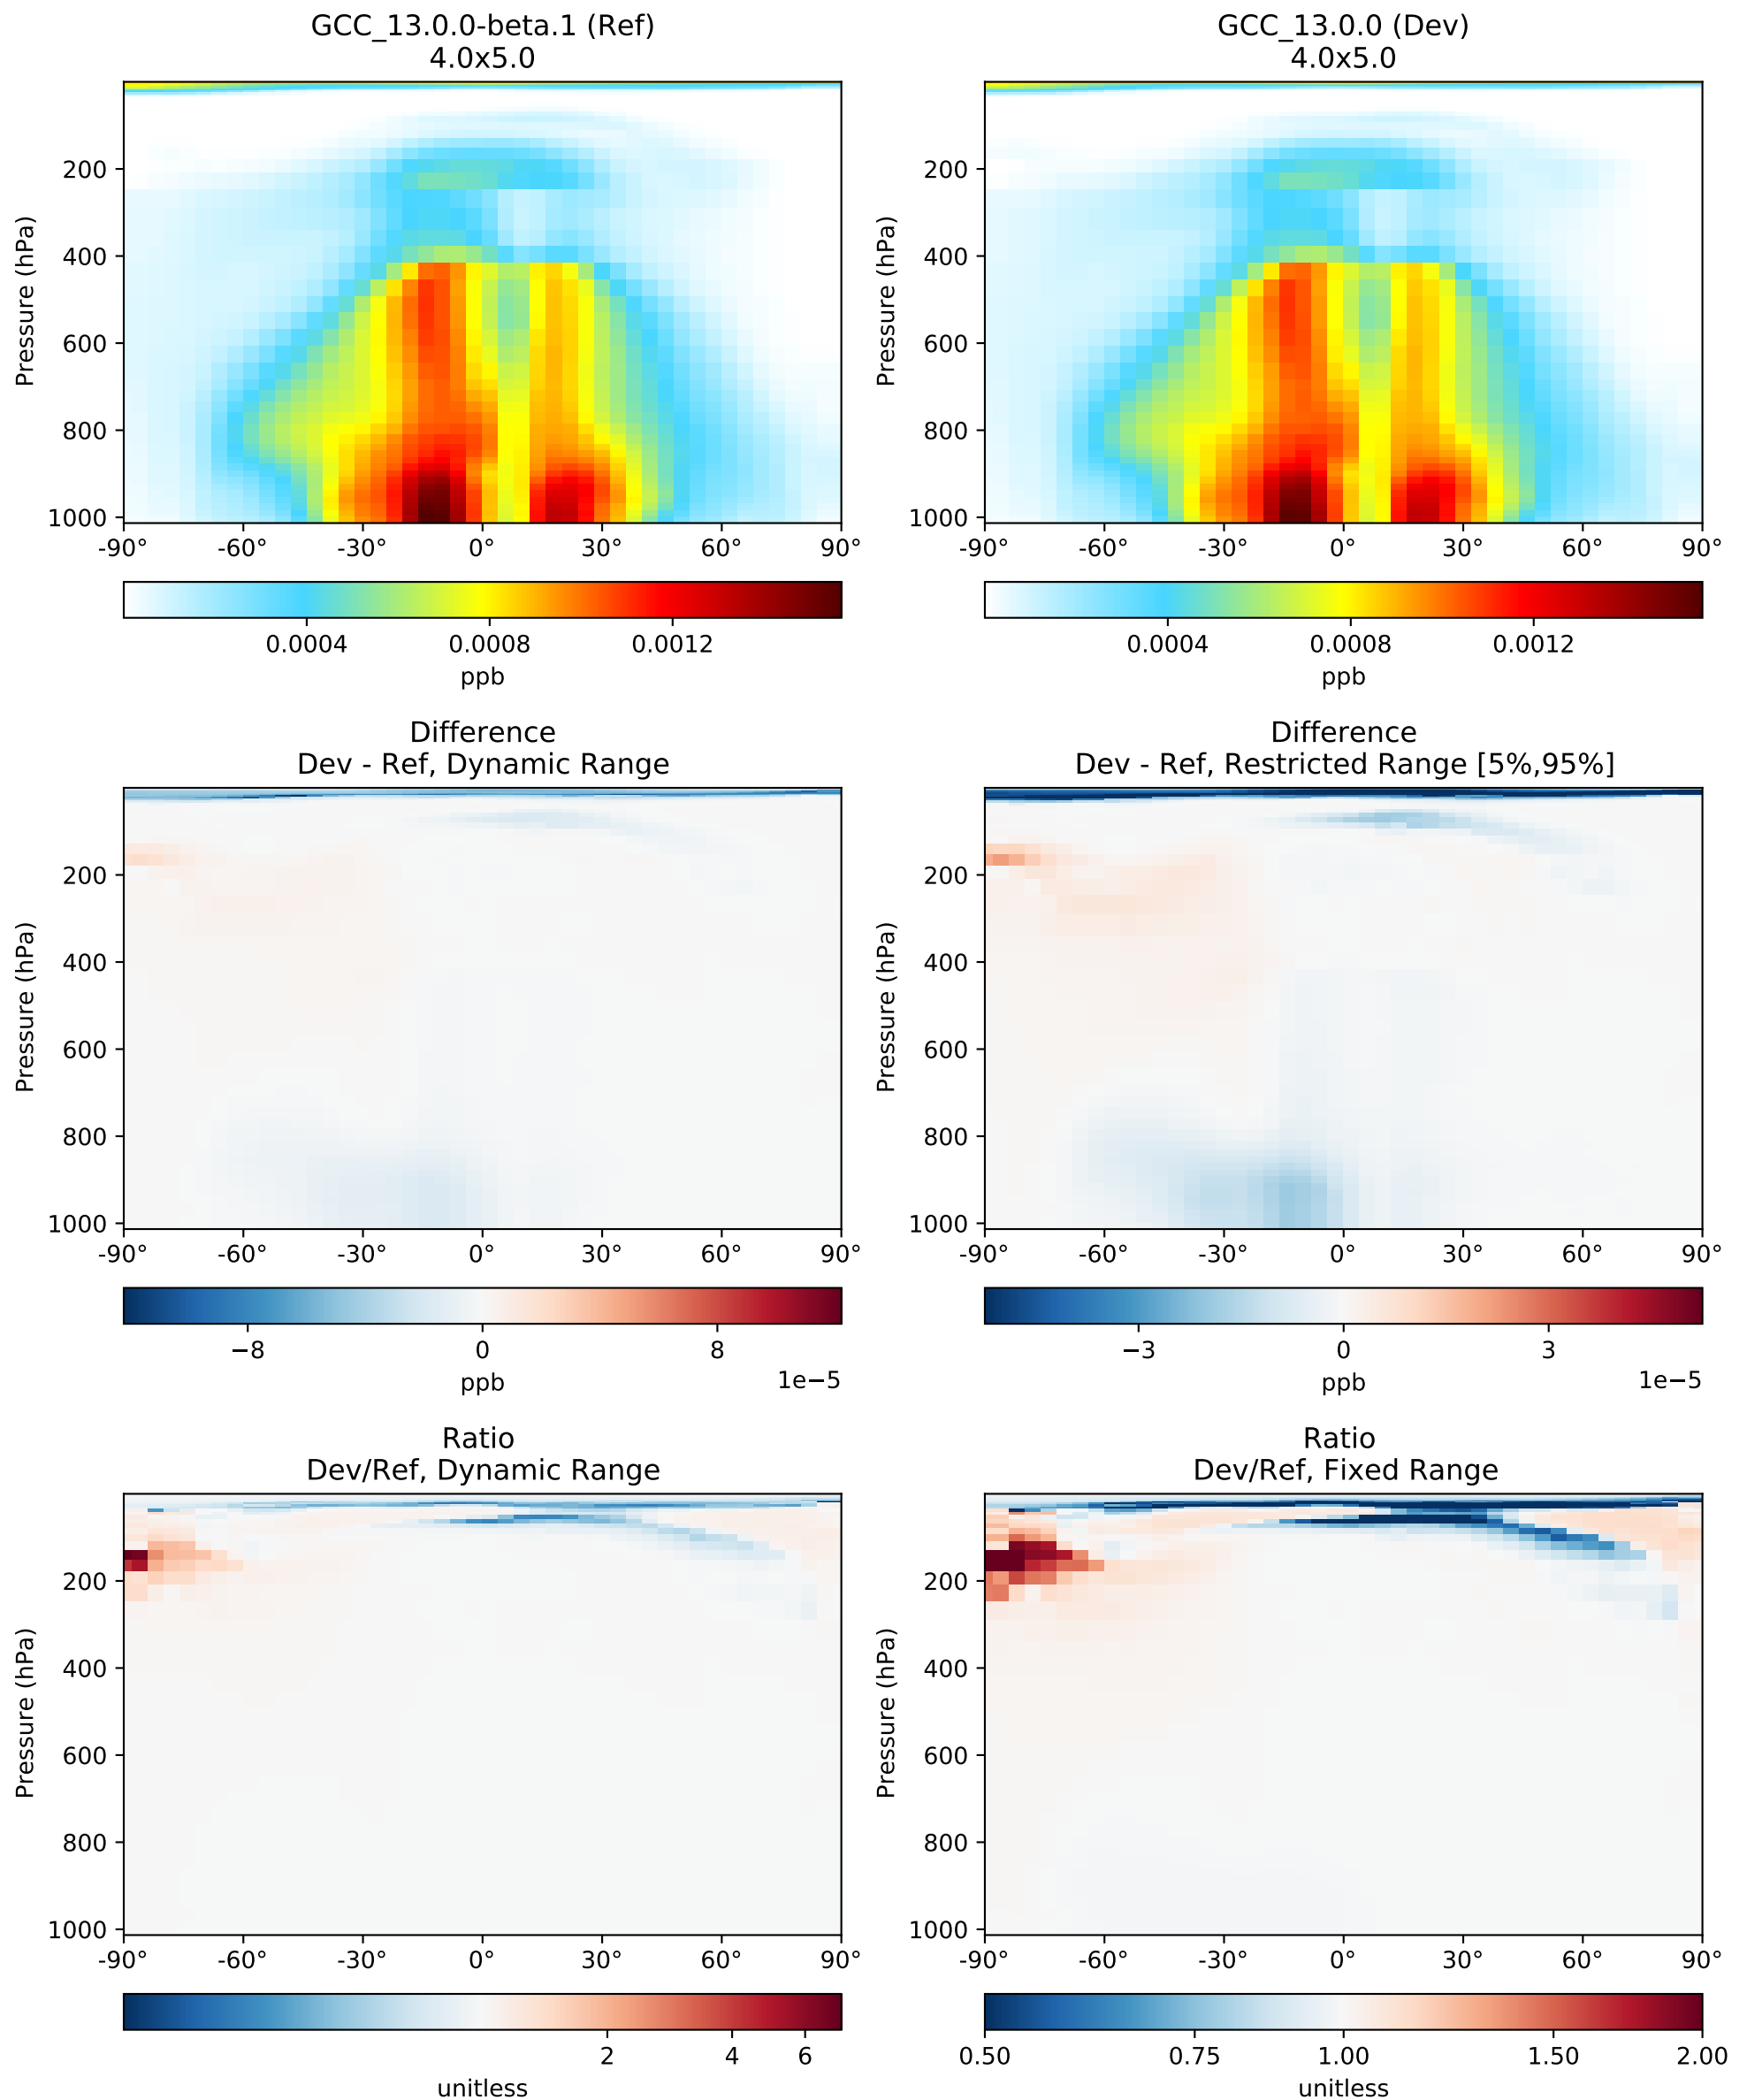 GCC_13.0.0-beta.1 (Ref)
4.0x5.0
GCC_13.0.0 (Dev)
4.0x5.0
Pressure (hPa)
200
400
600
800
1000
-90° -60° -30° 0° 30° 60° 90°
0.0004 0.0008 0.0012
ppb
Pressure (hPa)
200
400
600
800
1000
-90° -60° -30° 0° 30° 60° 90°
0.0004 0.0008 0.0012
ppb
Difference
Dev - Ref, Dynamic Range
Difference
Dev - Ref, Restricted Range [5%,95%]
Pressure (hPa)
200
400
600
800
1000
-90° -60° -30° 0° 30° 60° 90°
−8 0 8
ppb
1e−5
Pressure (hPa)
200
400
600
800
1000
-90° -60° -30° 0° 30° 60° 90°
−3 0 3
ppb
1e−5
Ratio
Dev/Ref, Dynamic Range
Ratio
Dev/Ref, Fixed Range
Pressure (hPa)
200
400
600
800
1000
-90° -60° -30° 0° 30° 60° 90°
2 4 6
unitless
Pressure (hPa)
200
400
600
800
1000
-90° -60° -30° 0° 30° 60° 90°
0.50 0.75 1.00 1.50 2.00
unitless